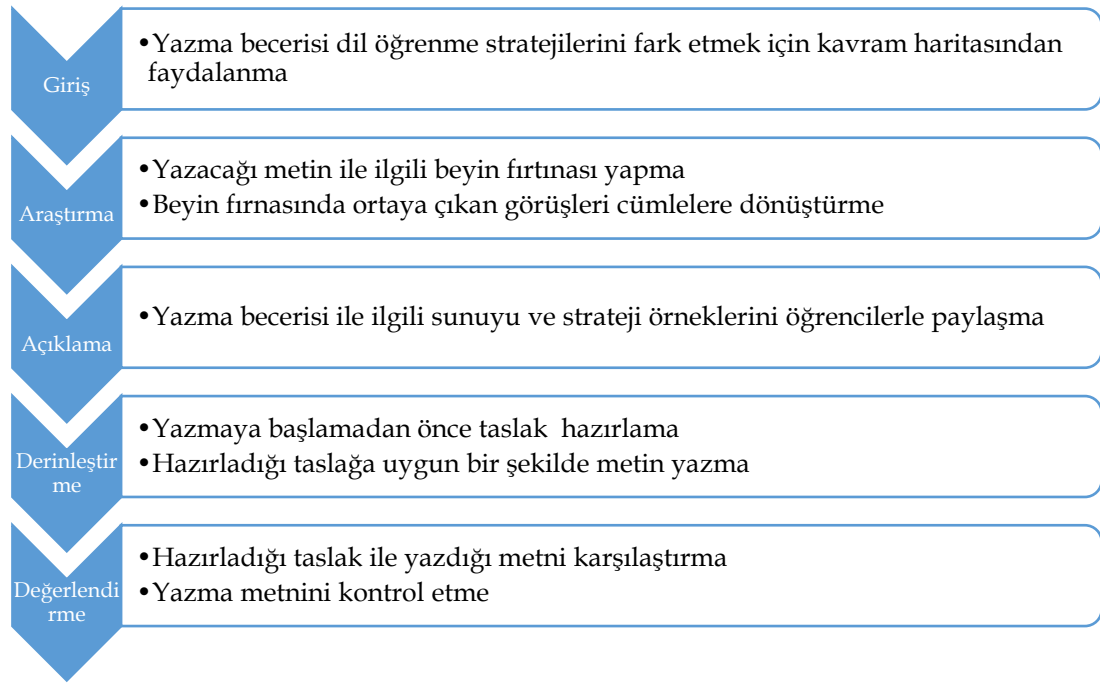 Giriş
•Yazma becerisi dil öğrenme stratejilerini fark etmek için kavram haritasından
faydalanma
Araştırma
•Yazacağı metin ile ilgili beyin fırtınası yapma
•Beyin fırnasında ortaya çıkan görüşleri cümlelere dönüştürme
Açıklama
•Yazma becerisi ile ilgili sunuyu ve strateji örneklerini öğrencilerle paylaşma
Derinleştir
me
•Yazmaya başlamadan önce taslak hazırlama
•Hazırladığı taslağa uygun bir şekilde metin yazma
Değerlendi
rme
•Hazırladığı taslak ile yazdığı metni karşılaştırma
•Yazma metnini kontrol etme